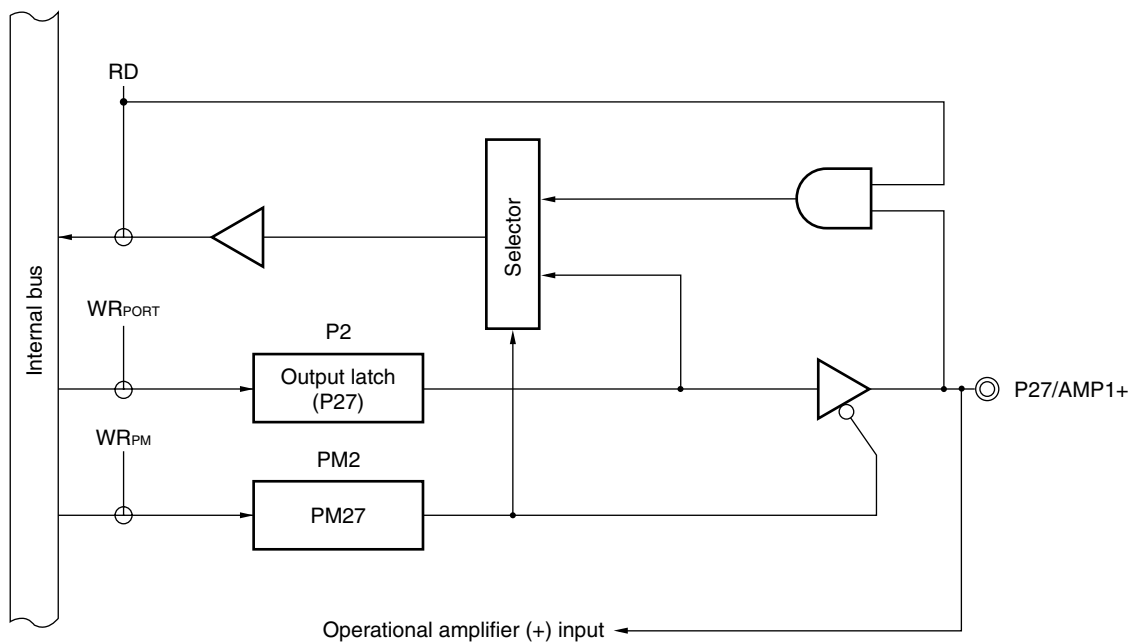 RD
Selector
Internal bus
WRPORT
P2
Output latch
(P27)
P27/AMP1+
WRPM
PM2
PM27
Operational amplifier (+) input